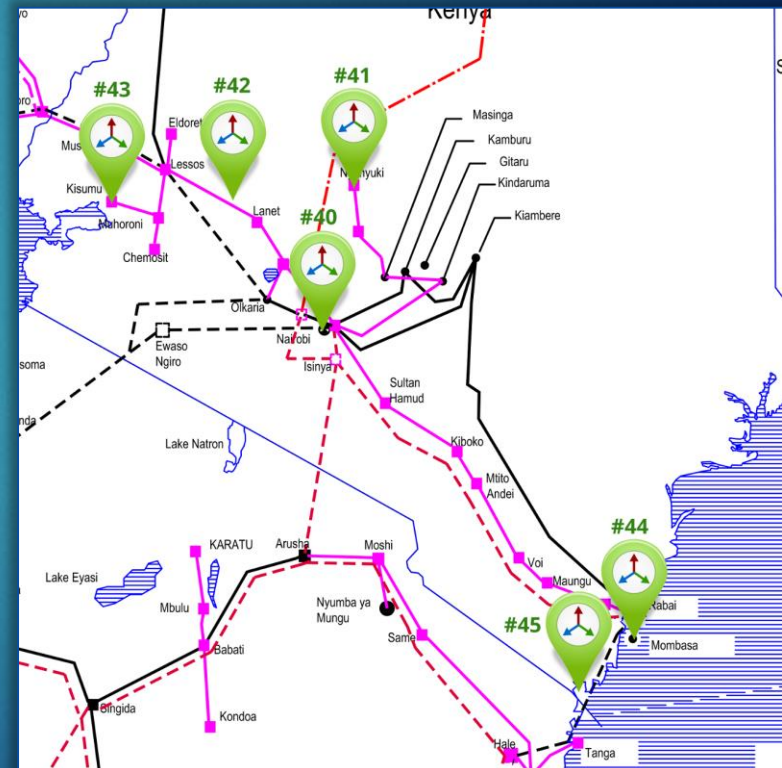 Kenya
#43
#42
#41
Masinga
Kamburu
Gitaru
Kindaruma
Kiambere
Eldoret
Lessos
Kisumu
Lanet
Mahoroni
#40
Chemosit
Olkaria
Nairobi
Isinya
Ewaso
Ngiro
Sultan
Hamud
Lake Natron
Kiboko
Mtito
Andei
#44
KARATU
Arusha
Moshi
Voi
Maungu
Lake Eyasi
Mbulu
Nyumba ya
Mungu
#45
Rabai
Same
Mombasa
Babati
Singida
Kondoa
Hale
Tanga